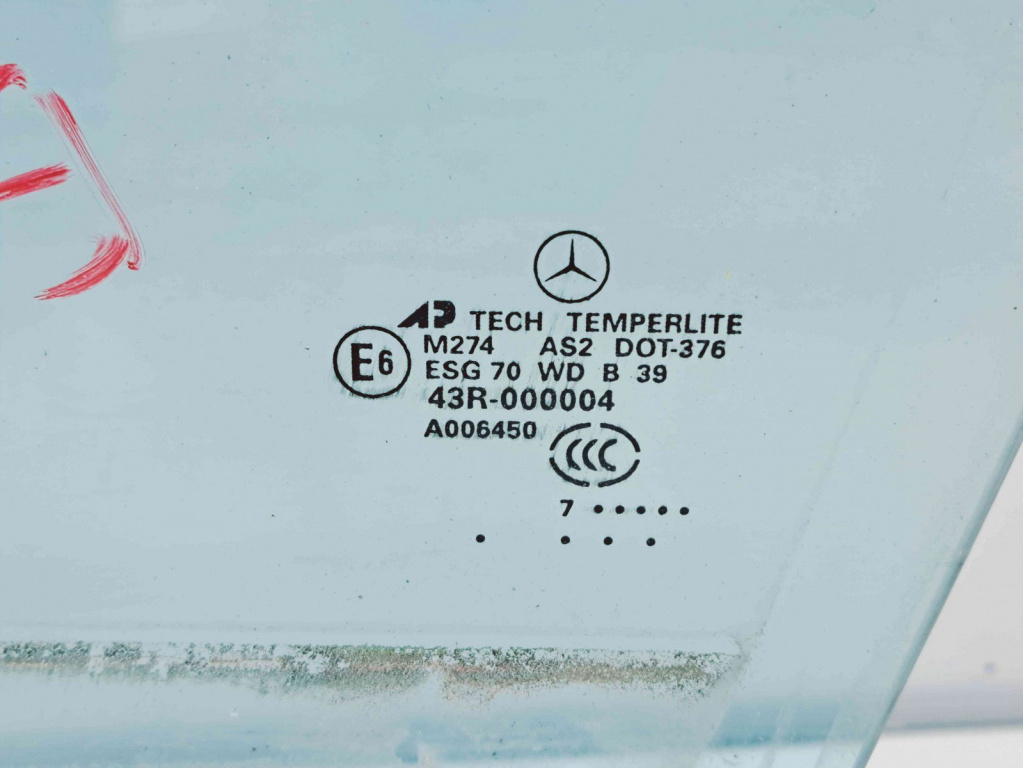 AP TECH TEMPERLITE
E6
M274 AS2 DOT-376
ESG 70 WD B 39
43R-000004
A006450
CCC
7 •••••
• • • •